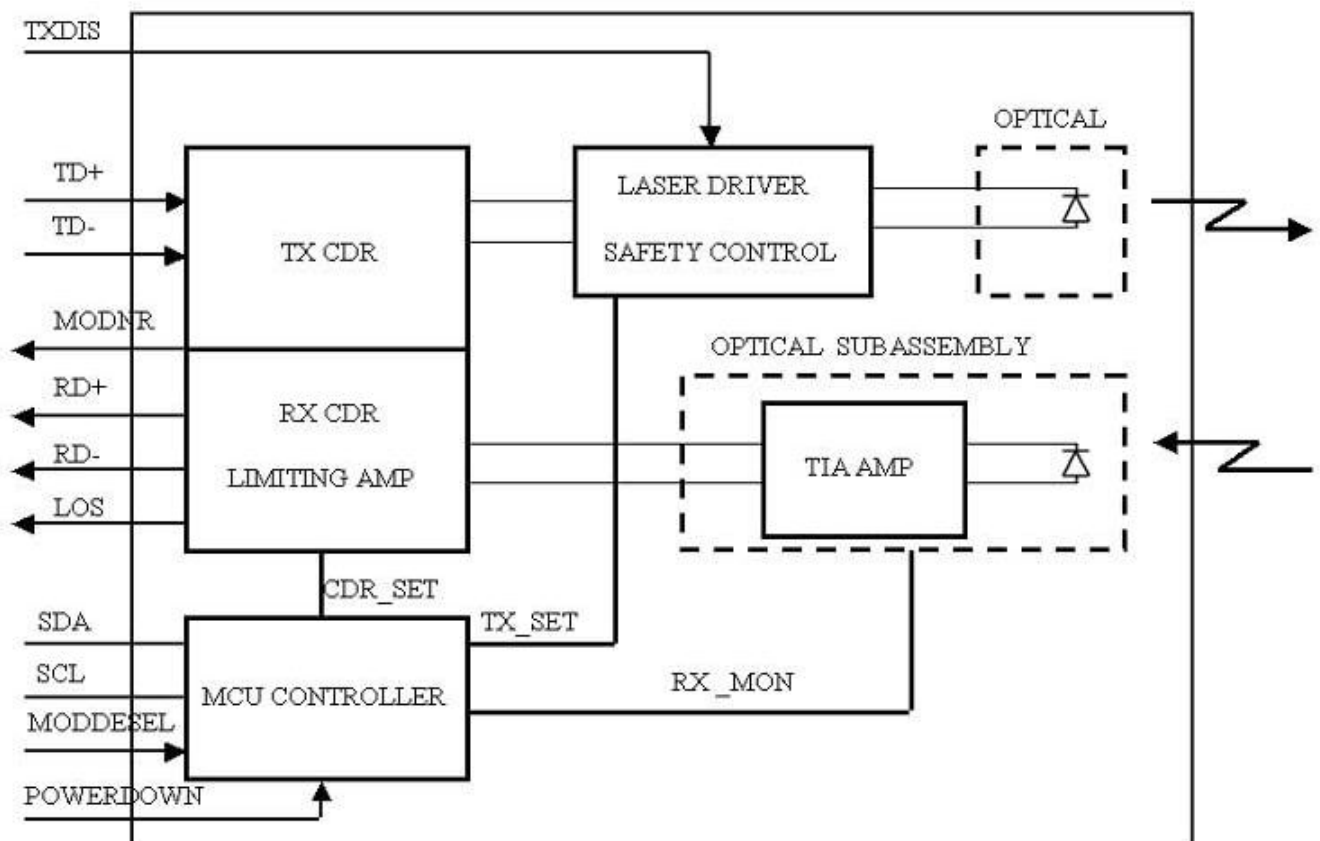 TXDIS
OPTICAL
TD+
TD-
TX CDR
LASER DRIVER
SAFETY CONTROL
MODNR
OPTICAL SUBASSEMBLY
RD+
RD-
LOS
RX CDR
LIMITING AMP
TIA AMP
CDR_SET
SDA
SCL
MODDESEL
POWERDOWN
MCU CONTROLLER
TX_SET
RX_MON